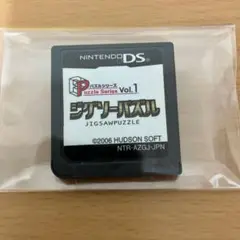 NINTENDO DS
パズルシリーズ
Puzzle Series Vol.1
ジグソーパズル
JIGSAWPUZZLE
©2006 HUDSON SOFT
NTR-AZGJ-JPN